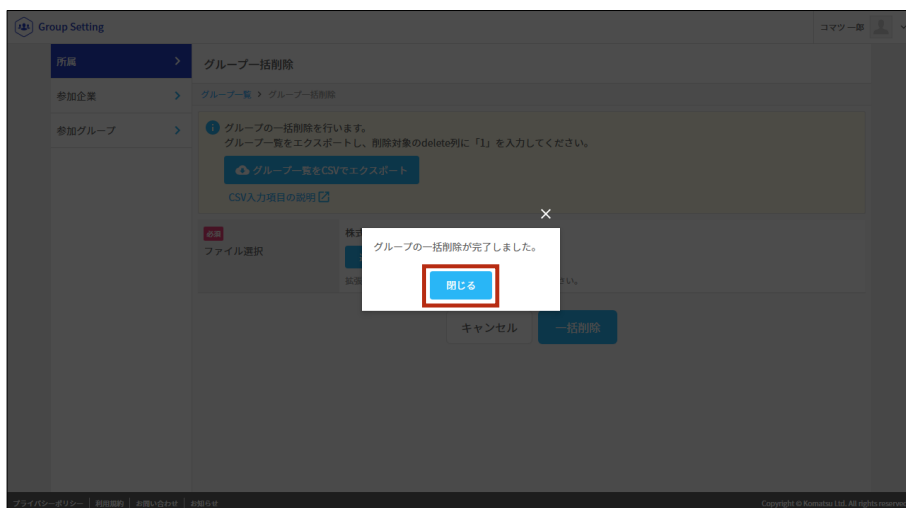 Group Setting
コマツ 一郎
所属
参加企業
参加グループ
グループ一括削除
グループ一覧 > グループ一括削除
グループの一括削除を行います。
グループ一覧をエクスポートし、削除対象のdelete列に「1」を入力してください。
グループ一覧をCSVでエクスポート
CSV入力項目の説明
必須
ファイル選択
株式
拡張
さい。
グループの一括削除が完了しました。
閉じる
キャンセル
一括削除
プライバシーポリシー | 利用規約 | お問い合わせ | お知らせ
Copyright © Komatsu Ltd. All rights reserved